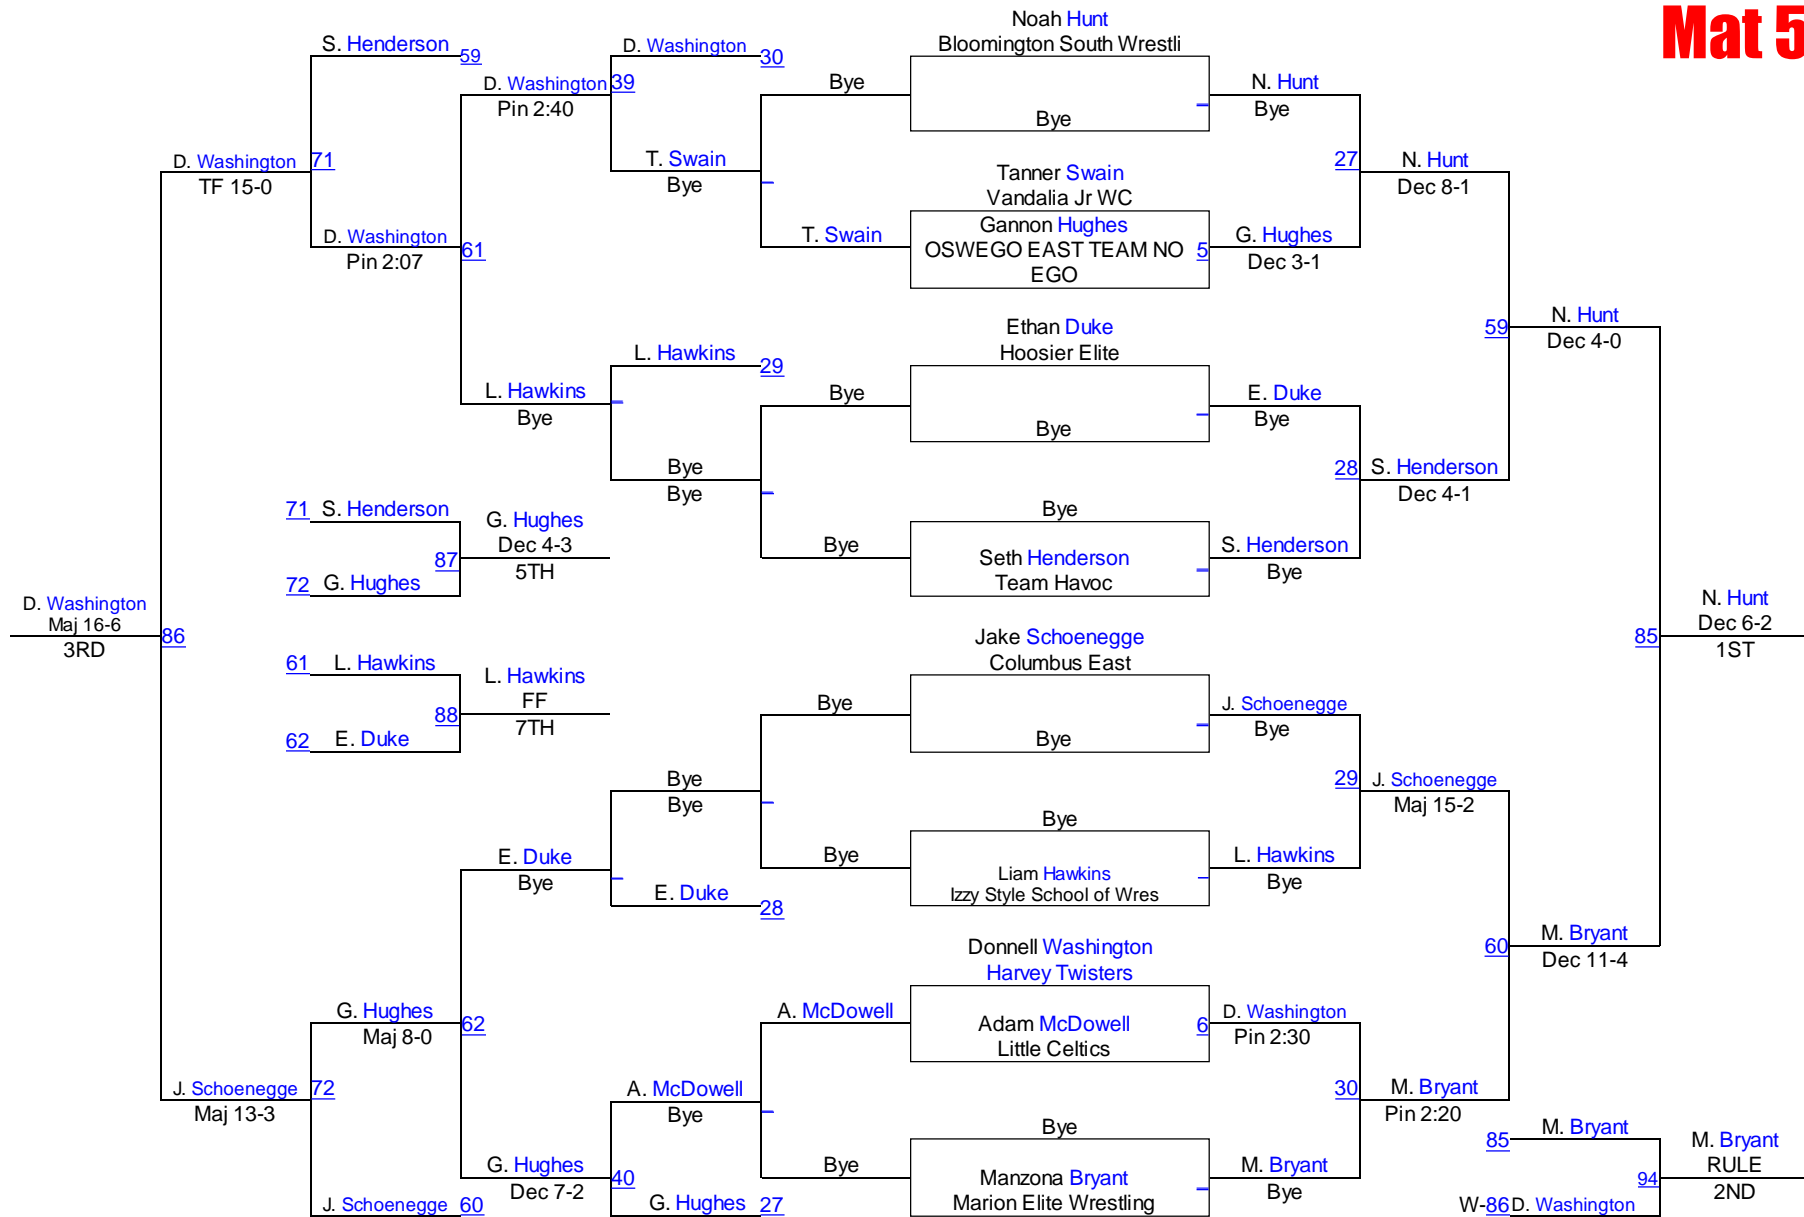 Mat 5
Noah Hunt
Bloomington South Wrestli
S. Henderson
59
D. Washington
30
D. Washington
39
Pin 2:40
Bye
Bye
N. Hunt
Bye
D. Washington
71
TF 15-0
T. Swain
Bye
Tanner Swain
Vandalia Jr WC
27
N. Hunt
Dec 8-1
D. Washington
Pin 2:07
61
T. Swain
Gannon Hughes
OSWEGO EAST TEAM NO
EGO
5
G. Hughes
Dec 3-1
Ethan Duke
Hoosier Elite
59
N. Hunt
Dec 4-0
L. Hawkins
29
L. Hawkins
Bye
Bye
Bye
E. Duke
Bye
Bye
Bye
28
S. Henderson
Dec 4-1
71
S. Henderson
G. Hughes
Dec 4-3
5TH
87
72
G. Hughes
Bye
Bye
Seth Henderson
Team Havoc
S. Henderson
Bye
D. Washington
Maj 16-6
3RD
86
N. Hunt
Dec 6-2
1ST
85
Jake Schoenegge
Columbus East
61
L. Hawkins
L. Hawkins
FF
7TH
88
62
E. Duke
Bye
Bye
J. Schoenegge
Bye
Bye
Bye
29
J. Schoenegge
Maj 15-2
E. Duke
Bye
Bye
Bye
Liam Hawkins
Izzy Style School of Wres
L. Hawkins
Bye
E. Duke
28
Donnell Washington
Harvey Twisters
60
M. Bryant
Dec 11-4
G. Hughes
Maj 8-0
62
A. McDowell
Adam McDowell
Little Celtics
6
D. Washington
Pin 2:30
J. Schoenegge
72
Maj 13-3
A. McDowell
Bye
30
M. Bryant
Pin 2:20
Bye
85
M. Bryant
M. Bryant
RULE
2ND
94
G. Hughes
Dec 7-2
40
Bye
Manzona Bryant
Marion Elite Wrestling
M. Bryant
Bye
J. Schoenegge
60
G. Hughes
27
W-86
D. Washington